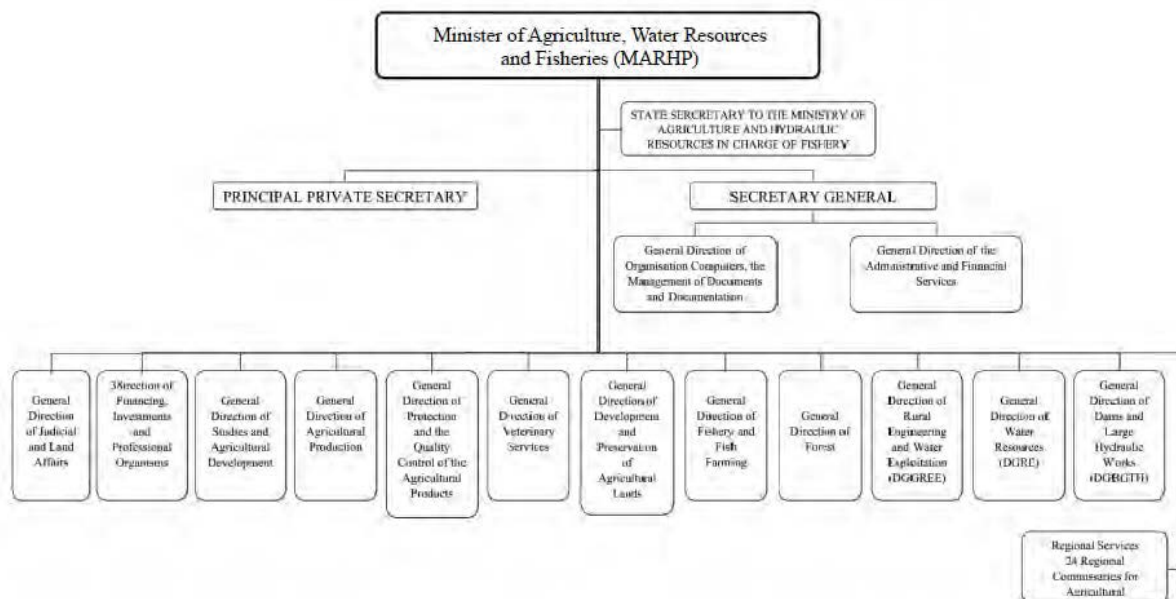 Minister of Agriculture, Water Resources
and Fisheries (MARHP)
STATE SERCRETARY TO THE MINISTRY OF
AGRICULTURE AND HYDRAULIC
RESOURCES IN CHARGE OF FISHERY
PRINCIPAL PRIVATE SECRETARY
SECRETARY GENERAL
General Direction of
Organisation Computers, the
Management of Documents
and Documentation
General Direction of the
Administrative and Financial
Services
General
Direction
of Judicial
and Land
Affairs
38irection of
Financing,
Investments
and
Professional
Organsens
General
Direction of
Studies and
Agricultural
Development
General
Direction of
Agricultural
Production
General
Direction of
Protection
and the
Quality
Control of the
Agricultural
Products
General
Direction of
Veterinary
Services
General
Direction of
Development
and
Preservation
of
Agricultural
Lands
General
Direction of
Fishery and
Fish
Farming
General
Direction of
Forest
General
Direction of
Rural
Engineering
and Water
Exploitation
(DGGREE)
General
Direction of
Water
Resources
(DGRE)
General
Direction of
Dams and
Large
Hydraulic
Works
(DGBGTH)
Regional Services
24 Regional
Commissaries for
Agricultural